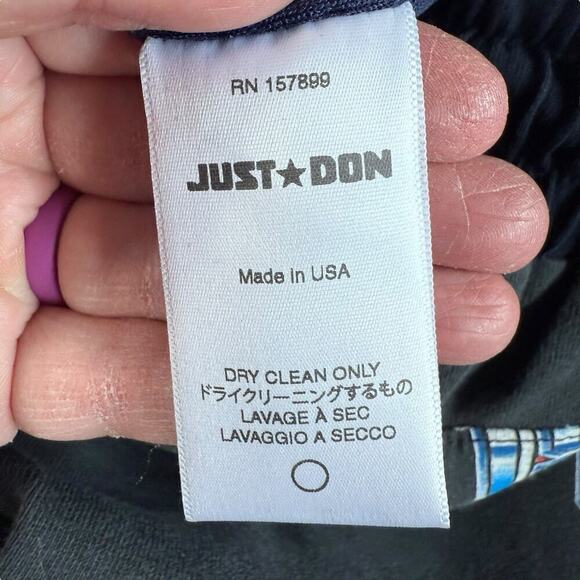 RN 157899
JUST★DON
Made in USA
DRY CLEAN ONLY
ドライクリーニングするもの
LAVAGE À SEC
LAVAGGIO A SECCO